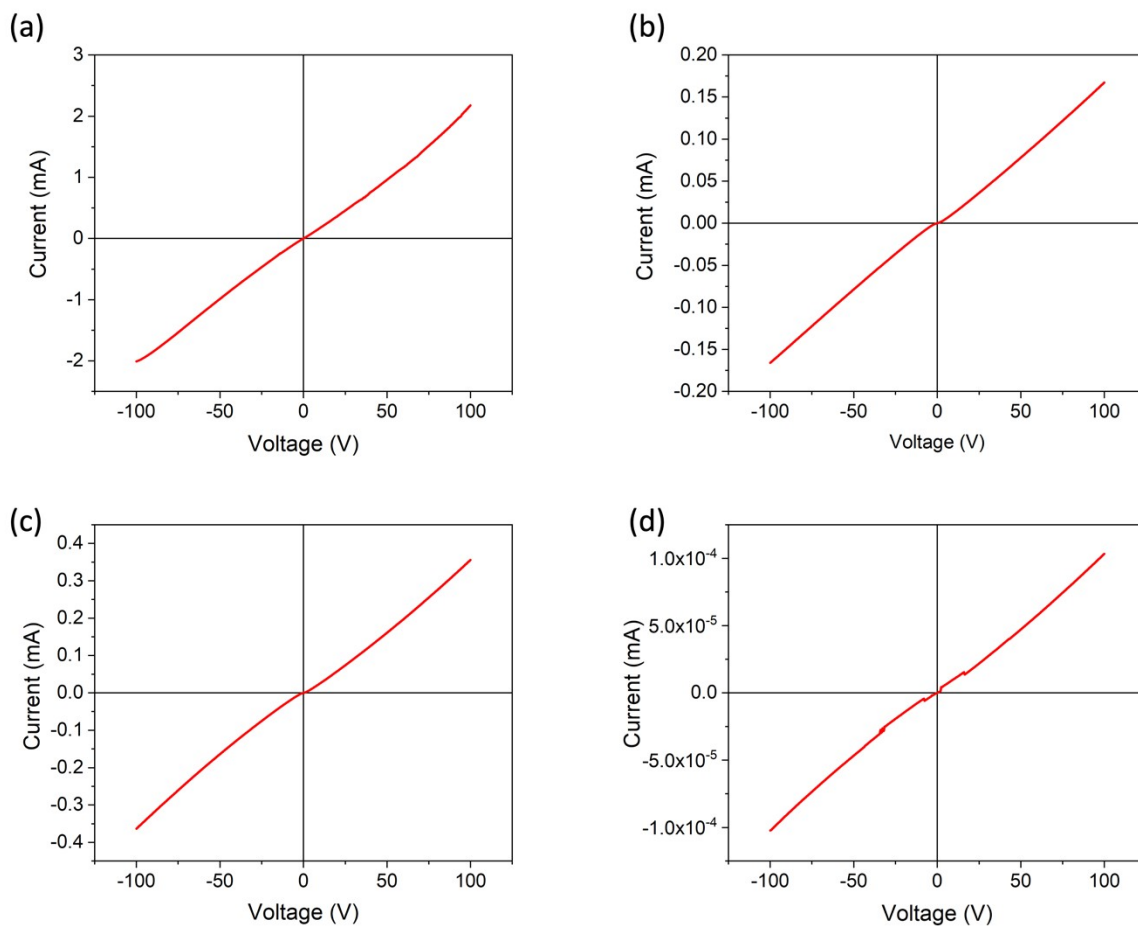 (a)
3
2
1
0
-1
-2
Current (mA)
-100 -50 0 50 100
Voltage (V)
(b)
0.20
0.15
0.10
0.05
0.00
-0.05
-0.10
-0.15
-0.20
Current (mA)
-100 -50 0 50 100
Voltage (V)
(c)
0.4
0.3
0.2
0.1
0.0
-0.1
-0.2
-0.3
-0.4
Current (mA)
-100 -50 0 50 100
Voltage (V)
(d)
1.0x10⁻⁴
5.0x10⁻⁵
0.0
-5.0x10⁻⁵
-1.0x10⁻⁴
Current (mA)
-100 -50 0 50 100
Voltage (V)